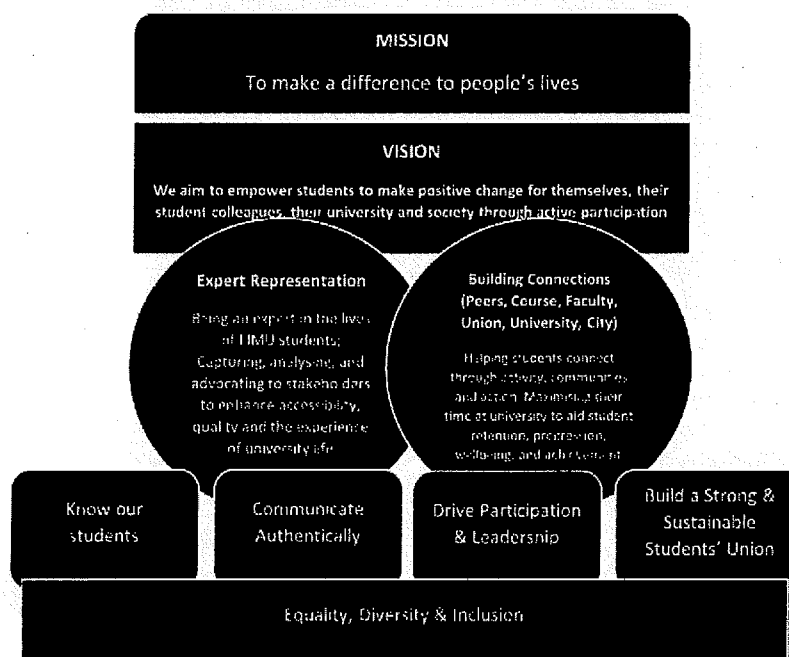 MISSION
To make a difference to people's lives
VISION
We aim to empower students to make positive change for themselves, their
student colleagues, their university and society through active participation
Expert Representation
Being an expert in the lives
of LJMU students;
Capturing, analysing, and
advocating to stakeholders
to enhance accessibility,
quality and the experience
of university life
Building Connections
(Peers, Course, Faculty,
Union, University, City)
Helping students connect
through activity, communities
and action. Maximising their
time at university to aid student
retention, progression,
wellbeing, and achievement
Know our
students
Communicate
Authentically
Drive Participation
& Leadership
Build a Strong &
Sustainable
Students' Union
Equality, Diversity & Inclusion